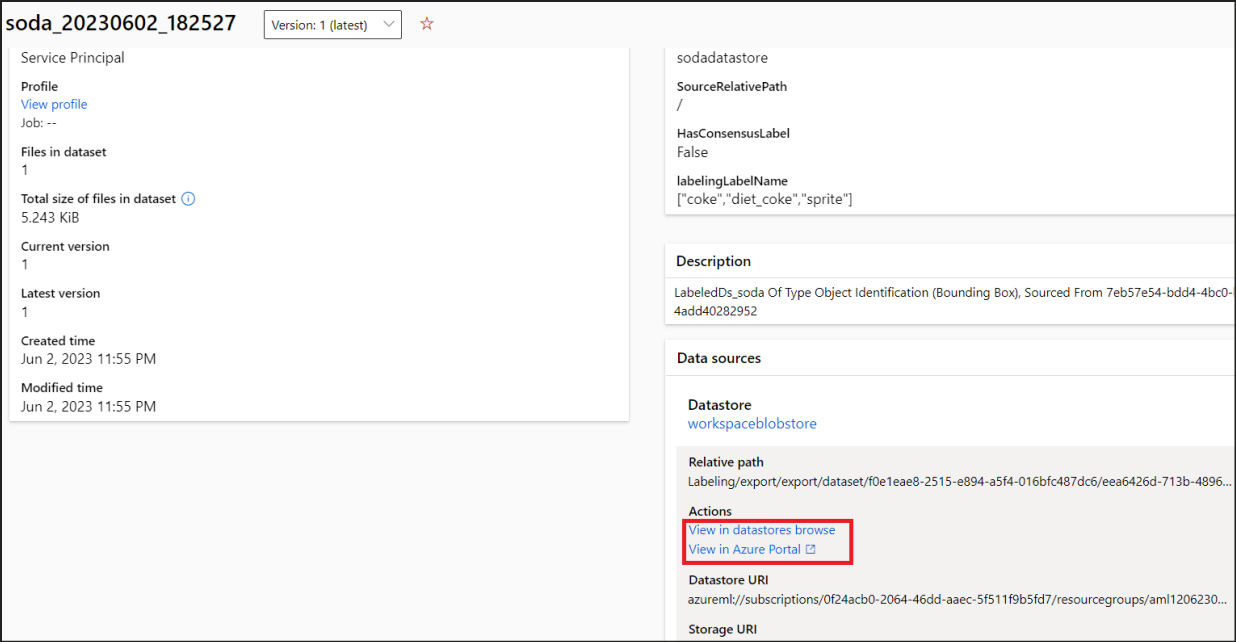 soda_20230602_182527
Version: 1 (latest)
Service Principal
Profile
View profile
Job: --
Files in dataset
1
Total size of files in dataset
5.243 KiB
Current version
1
Latest version
1
Created time
Jun 2, 2023 11:55 PM
Modified time
Jun 2, 2023 11:55 PM
sodadatastore
SourceRelativePath
/
HasConsensusLabel
False
labelingLabelName
["coke","diet_coke","sprite"]
Description
LabeledDs_soda Of Type Object Identification (Bounding Box), Sourced From 7eb57e54-bdd4-4bc0-
4add40282952
Data sources
Datastore
workspaceblobstore
Relative path
Labeling/export/export/dataset/f0e1eae8-2515-e894-a5f4-016bfc487dc6/eea6426d-713b-4896...
Actions
View in datastores browse
View in Azure Portal
Datastore URI
azureml://subscriptions/0f24acb0-2064-46dd-aaec-5f511f9b5fd7/resourcegroups/aml1206230...
Storage URI